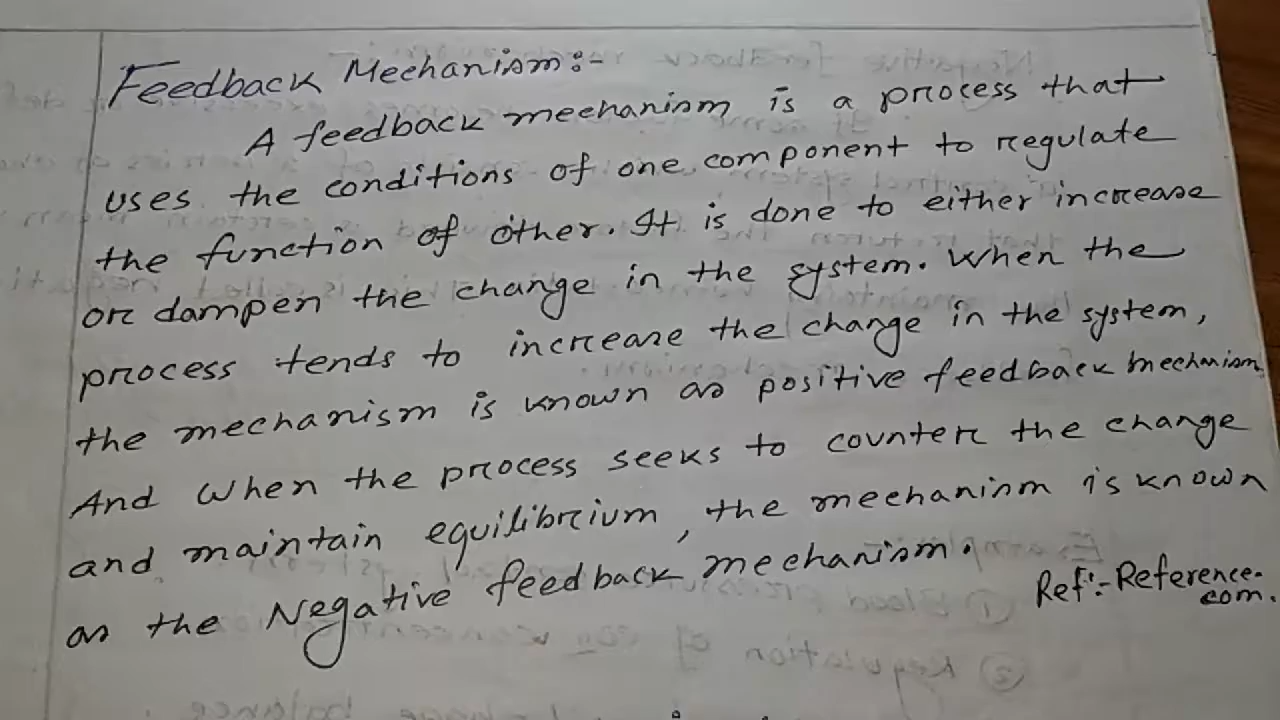 Feedback Mechanism:-
A feedback mechanism is a process that
uses the conditions of one component to regulate
the function of other. It is done to either increase
or dampen the change in the system. When the
process tends to increase the change in the system,
the mechanism is known as positive feedback mechanism
And when the process seeks to counter the change
and maintain equilibrium, the mechanism is known
as the Negative feedback mechanism.
Ref:- Reference.
com.